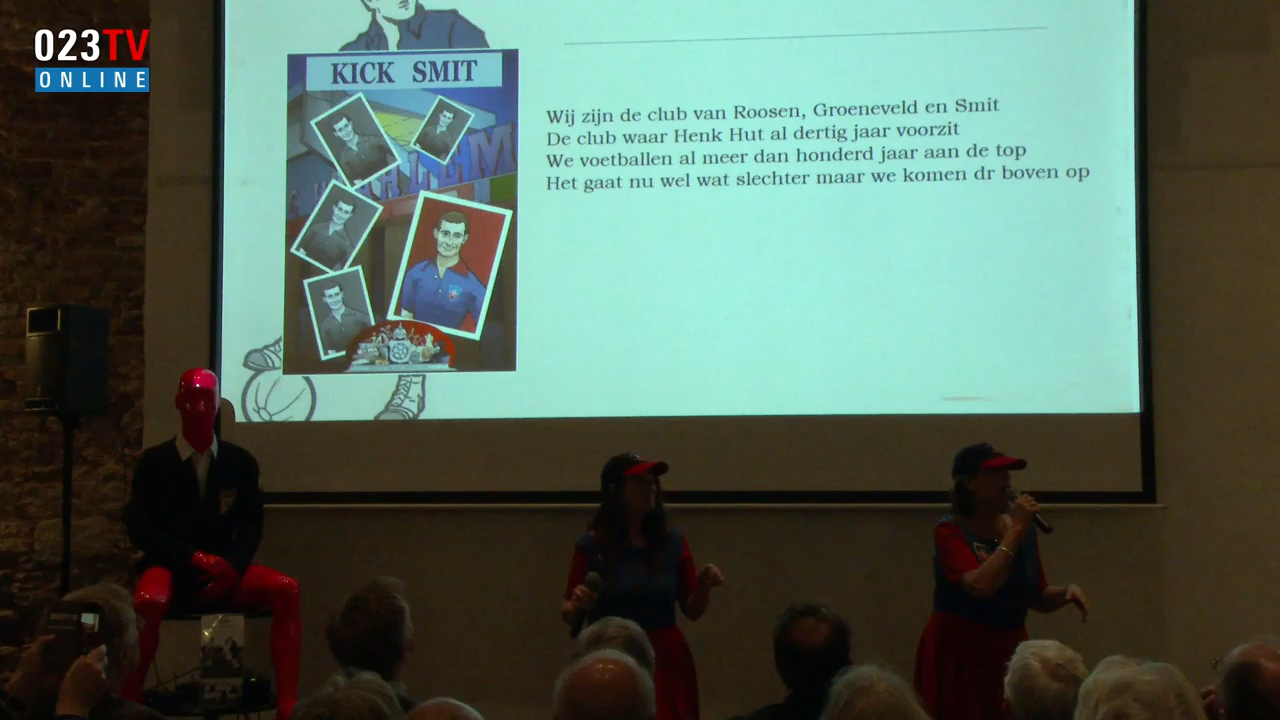 023TV
ONLINE
KICK SMIT
Wij zijn de club van Roosen, Groeneveld en Smit
De club waar Henk Hut al dertig jaar voorzit
We voetballen al meer dan honderd jaar aan de top
Het gaat nu wel wat slechter maar we komen dr boven op